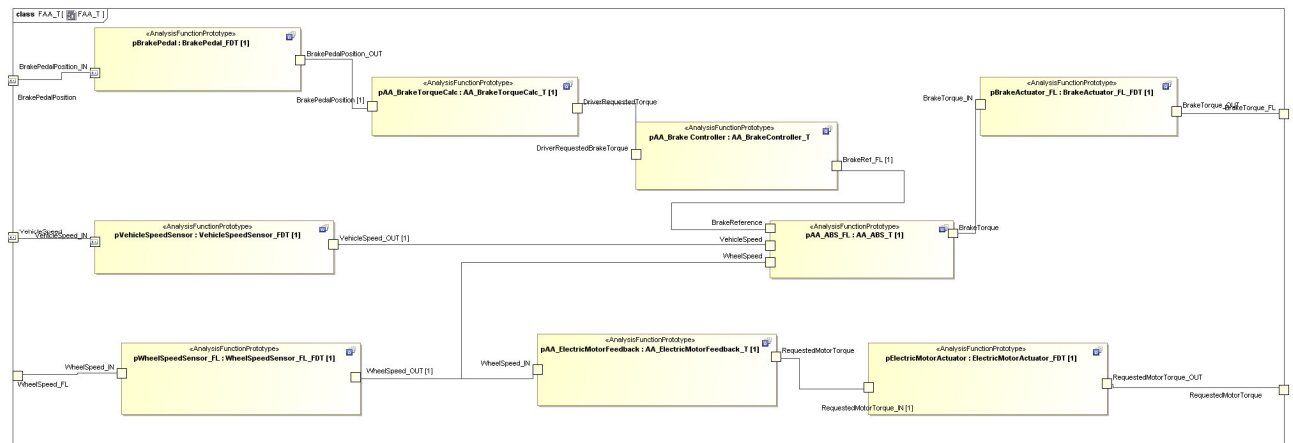 class FAA_T [ FAA_T ]
«AnalysisFunctionPrototype»
pBrakePedal : BrakePedal_FDT [1]
BrakePedalPosition_IN
BrakePedalPosition
BrakePedalPosition_OUT
BrakePedalPosition [1]
«AnalysisFunctionPrototype»
pAA_BrakeTorqueCalc : AA_BrakeTorqueCalc_T [1]
DriverRequestedTorque
DriverRequestedBrakeTorque
«AnalysisFunctionPrototype»
pAA_Brake Controller : AA_BrakeController_T
BrakeRef_FL [1]
«AnalysisFunctionPrototype»
pBrakeActuator_FL : BrakeActuator_FL_FDT [1]
BrakeTorque_IN
BrakeTorque_OUT
BrakeTorque_FL
VehicleSpeed
VehicleSpeed_IN
«AnalysisFunctionPrototype»
pVehicleSpeedSensor : VehicleSpeedSensor_FDT [1]
VehicleSpeed_OUT [1]
BrakeReference
VehicleSpeed
WheelSpeed
«AnalysisFunctionPrototype»
pAA_ABS_FL : AA_ABS_T [1]
BrakeTorque
WheelSpeed_IN
WheelSpeed_FL
«AnalysisFunctionPrototype»
pWheelSpeedSensor_FL : WheelSpeedSensor_FL_FDT [1]
WheelSpeed_OUT [1]
WheelSpeed_IN
«AnalysisFunctionPrototype»
pAA_ElectricMotorFeedback : AA_ElectricMotorFeedback_T [1]
RequestedMotorTorque
RequestedMotorTorque_IN [1]
«AnalysisFunctionPrototype»
pElectricMotorActuator : ElectricMotorActuator_FDT [1]
RequestedMotorTorque_OUT
RequestedMotorTorque